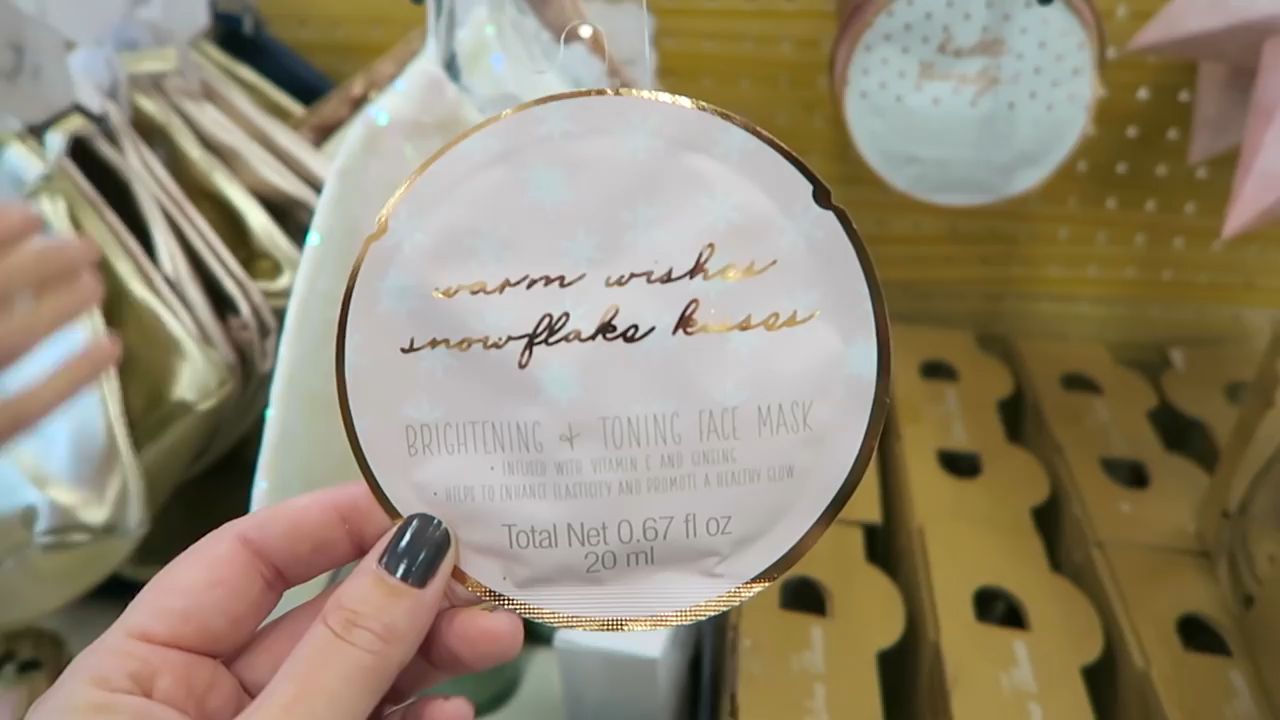 warm wishes
snowflake kisses
BRIGHTENING + TONING FACE MASK
• INFUSED WITH VITAMIN C AND GINSENG
• HELPS TO ENHANCE ELASTICITY AND PROMOTE A HEALTHY GLOW
Total Net 0.67 fl oz
20 ml